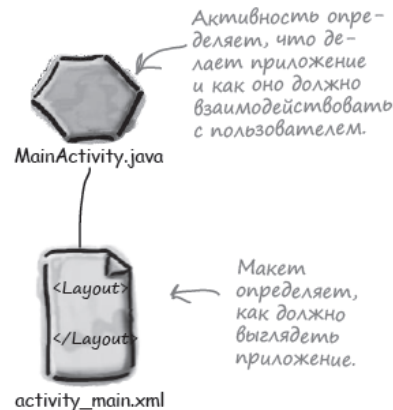 Активность опре-
деляет, что де-
лает приложение
и как оно должно
взаимодействовать
с пользователем.
MainActivity.java
<Layout>
</Layout>
Макет
определяет,
как должно
выглядеть
приложение.
activity_main.xml